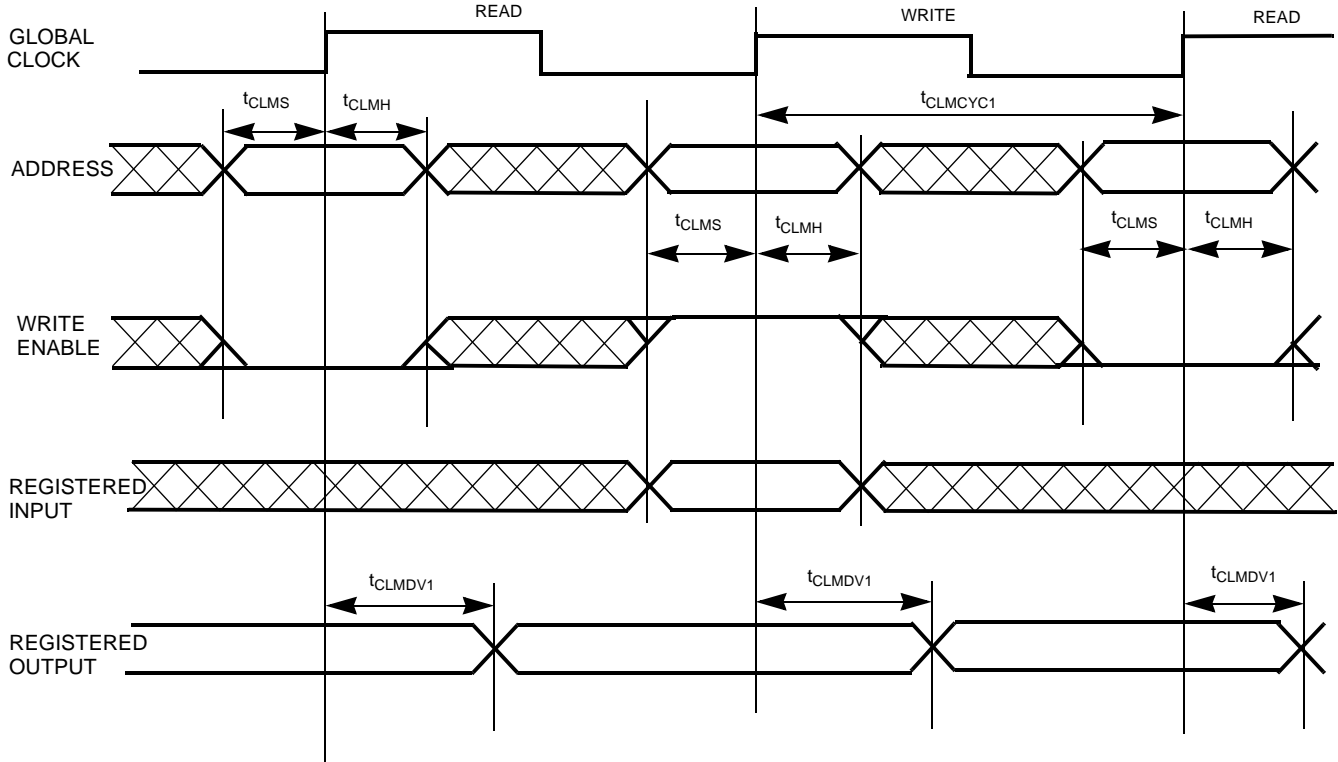 READ
WRITE
READ
GLOBAL
CLOCK
tCLMS
tCLMH
tCLMCYC1
ADDRESS
tCLMS
tCLMH
tCLMS
tCLMH
WRITE
ENABLE
REGISTERED
INPUT
tCLMDV1
tCLMDV1
tCLMDV1
REGISTERED
OUTPUT